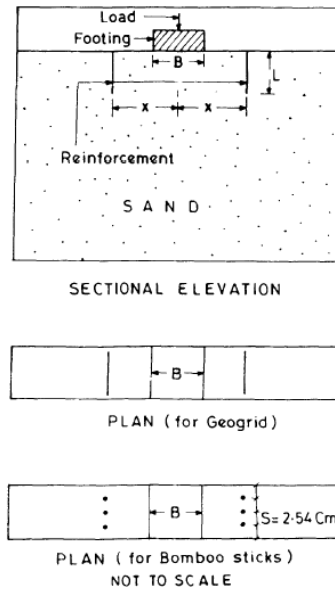 Load
Footing
B
L
x x
Reinforcement
SAND
SECTIONAL ELEVATION
B
PLAN (for Geogrid)
B
S= 2·54 Cm
PLAN (for Bomboo sticks)
NOT TO SCALE